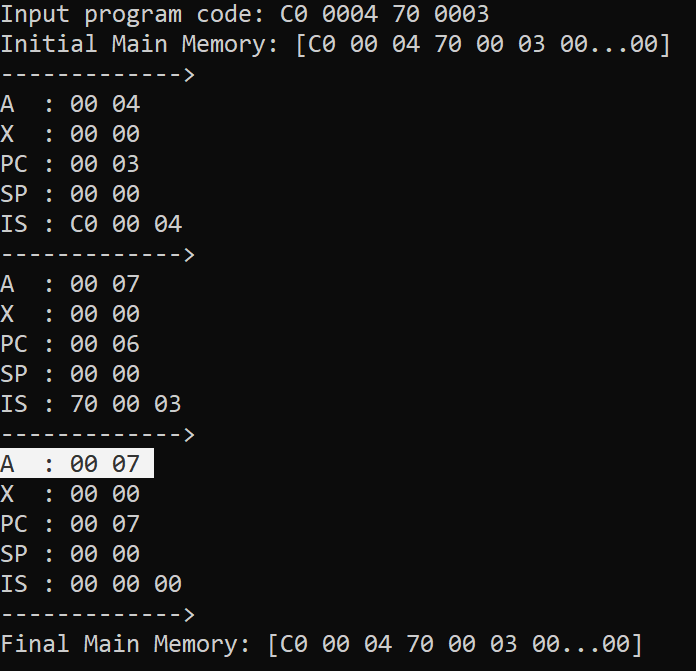 Input program code: C0 0004 70 0003
Initial Main Memory: [C0 00 04 70 00 03 00...00]
------------->
A  : 00 04
X  : 00 00
PC : 00 03
SP : 00 00
IS : C0 00 04
------------->
A  : 00 07
X  : 00 00
PC : 00 06
SP : 00 00
IS : 70 00 03
------------->
A  : 00 07
X  : 00 00
PC : 00 07
SP : 00 00
IS : 00 00 00
------------->
Final Main Memory: [C0 00 04 70 00 03 00...00]